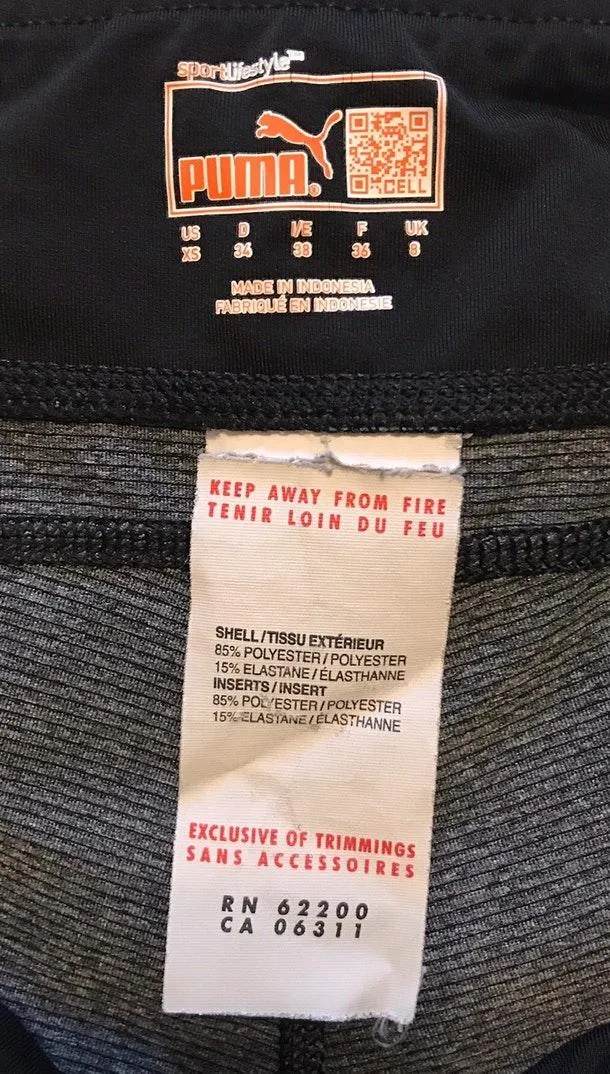 sportlifestyle™
PUMA®
CELL
US D I/E F UK
XS 34 38 36 8
MADE IN INDONESIA
FABRIQUÉ EN INDONESIE
KEEP AWAY FROM FIRE
TENIR LOIN DU FEU
SHELL/TISSU EXTÉRIEUR
85% POLYESTER/POLYESTER
15% ELASTANE/ÉLASTHANNE
INSERTS/INSERT
85% POLYESTER/POLYESTER
15% ELASTANE/ÉLASTHANNE
EXCLUSIVE OF TRIMMINGS
SANS ACCESSOIRES
RN 62200
CA 06311